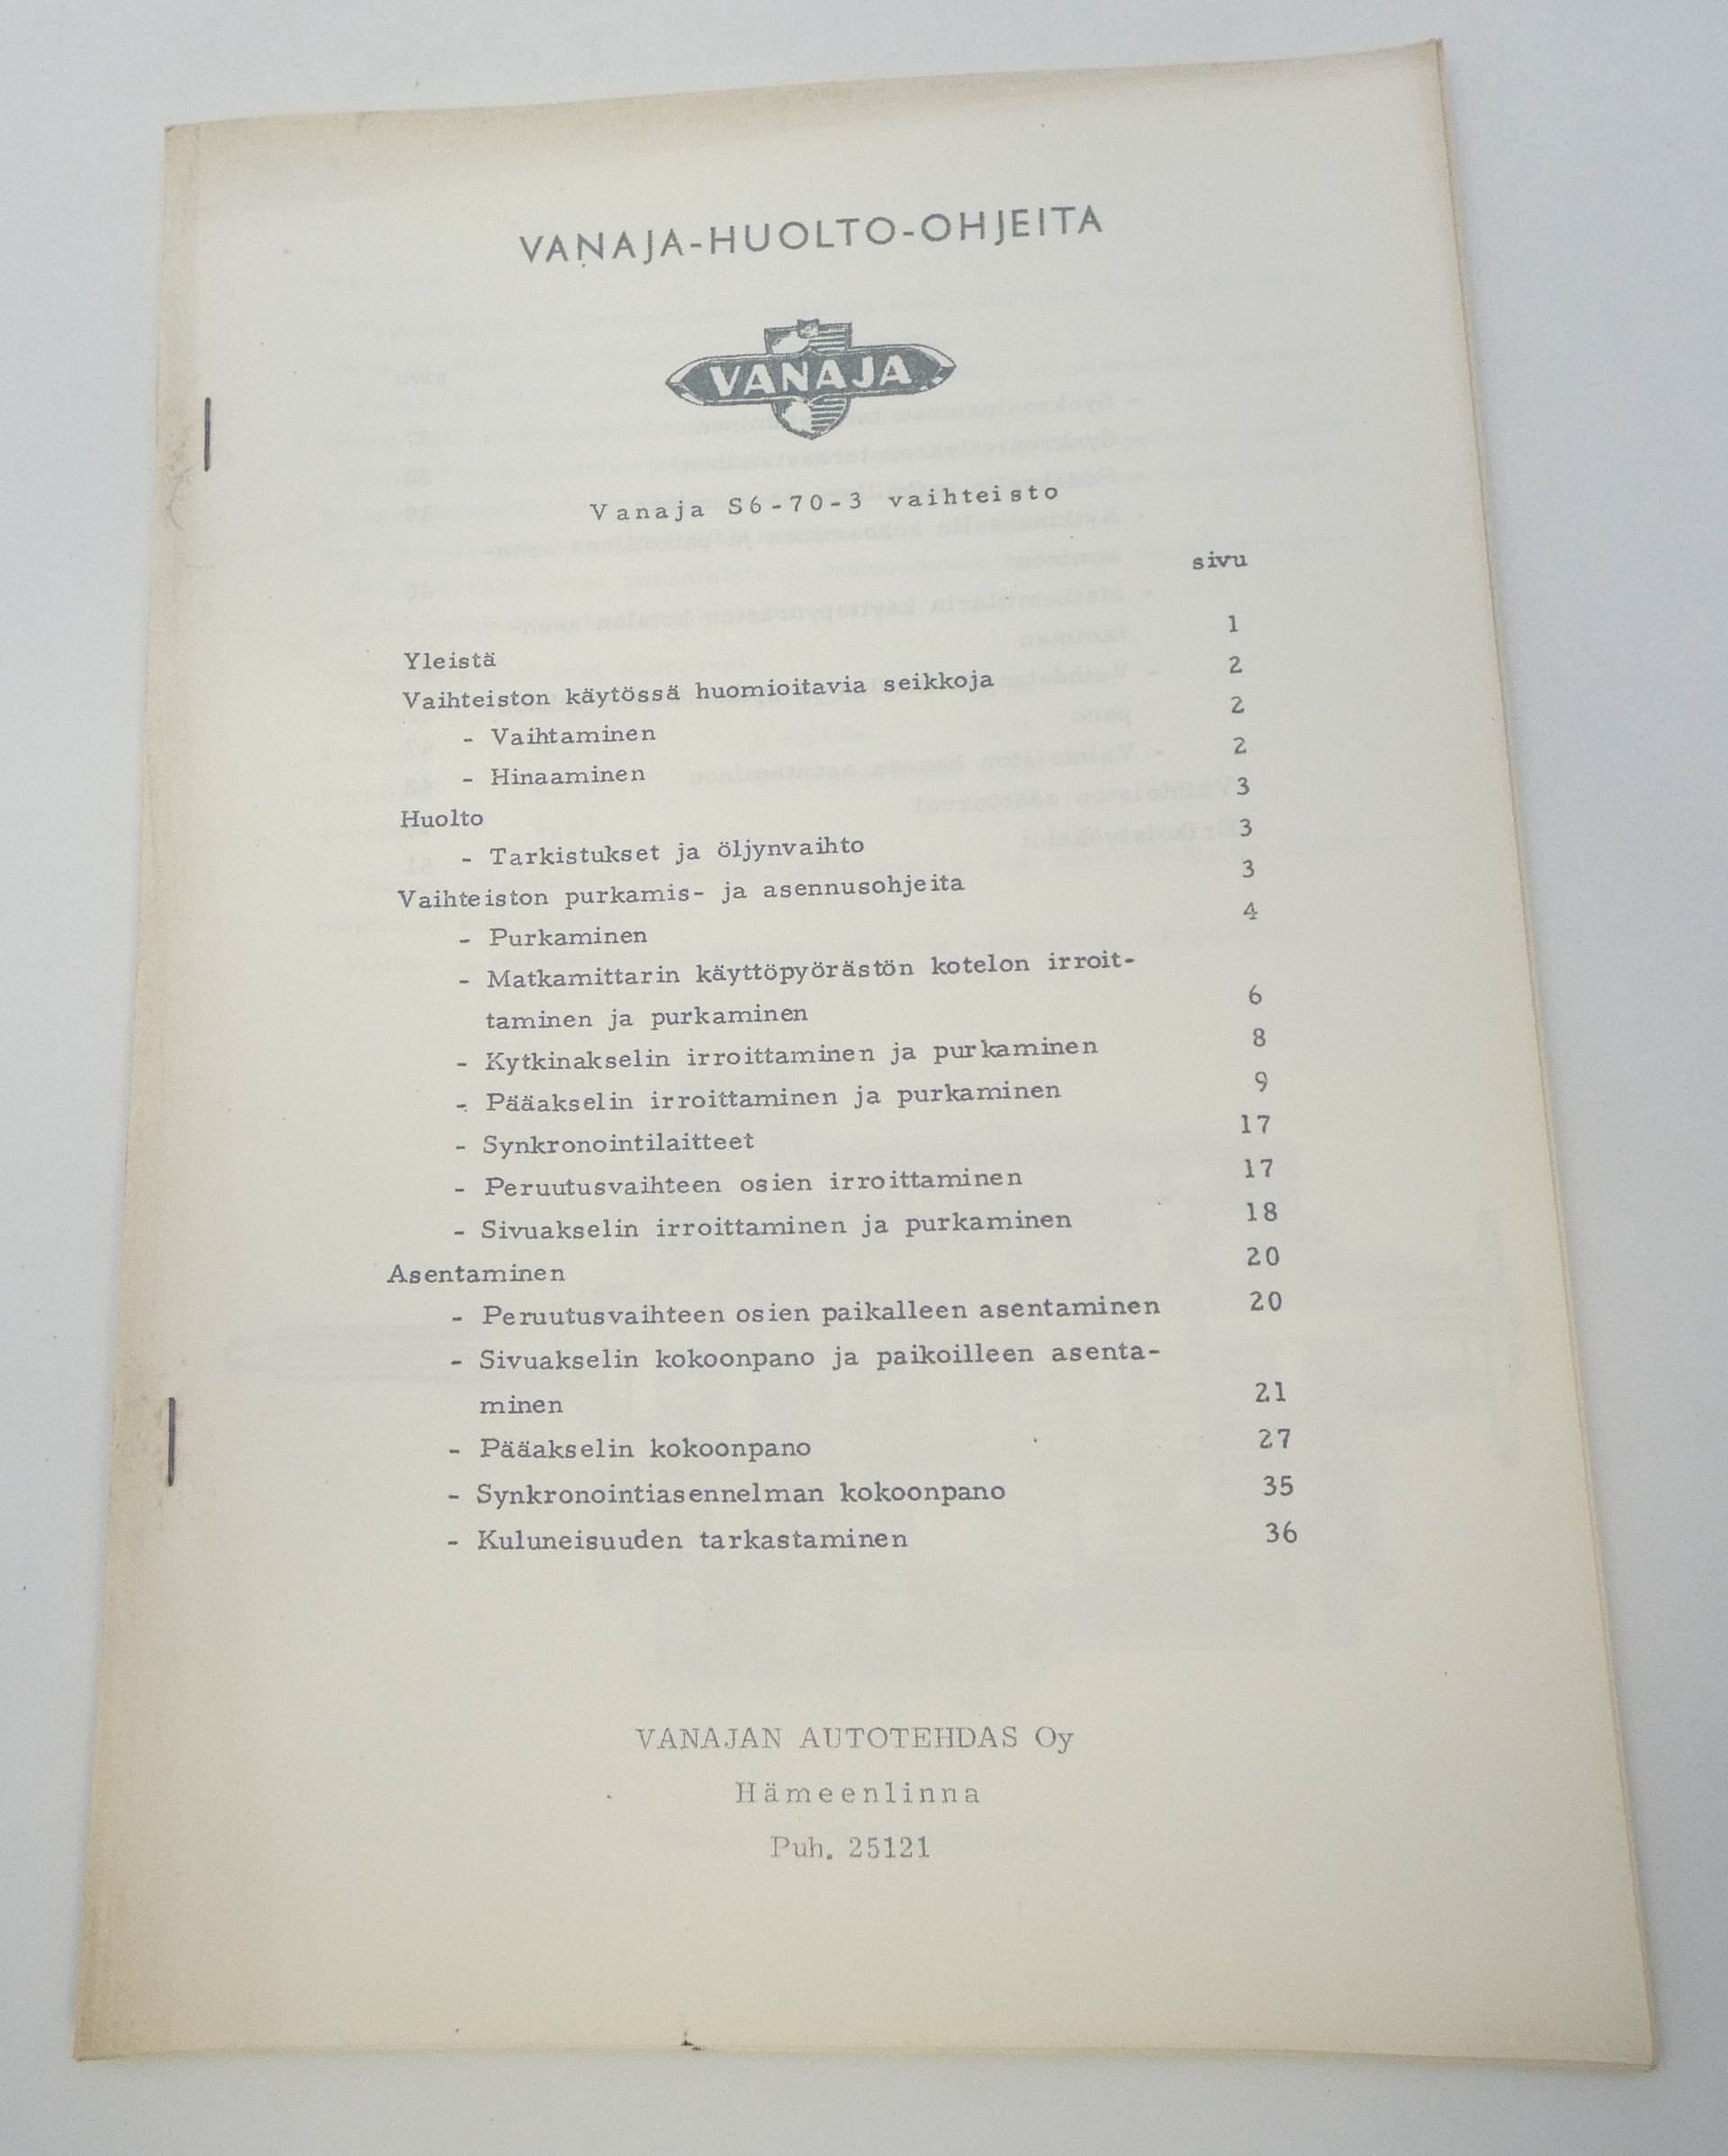 VANAJA-HUOLTO-OHJEITA
VANAJA
Vanaja S6-70-3 vaihteisto
sivu
Yleistä 1
Vaihteiston käytössä huomioitavia seikkoja 2
- Vaihtaminen 2
- Hinaaminen 2
Huolto 3
- Tarkistukset ja öljynvaihto 3
Vaihteiston purkamis- ja asennusohjeita 3
- Purkaminen 4
- Matkamittarin käyttöpyörästön kotelon irroit-
taminen ja purkaminen 6
- Kytkinakselin irroittaminen ja purkaminen 8
- Pääakselin irroittaminen ja purkaminen 9
- Synkronointilaitteet 17
- Peruutusvaihteen osien irroittaminen 17
- Sivuakselin irroittaminen ja purkaminen 18
Asentaminen 20
- Peruutusvaihteen osien paikalleen asentaminen 20
- Sivuakselin kokoonpano ja paikoilleen asenta-
minen 21
- Pääakselin kokoonpano 27
- Synkronointiasennelman kokoonpano 35
- Kuluneisuuden tarkastaminen 36
VANAJAN AUTOTEHDAS Oy
Hämeenlinna
Puh. 25121